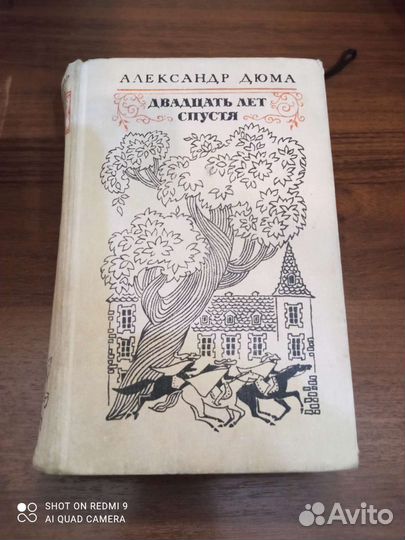 АЛЕКСАНДР ДЮМА
ДВАДЦАТЬ ЛЕТ
СПУСТЯ
SHOT ON REDMI 9
AI QUAD CAMERA
Avito